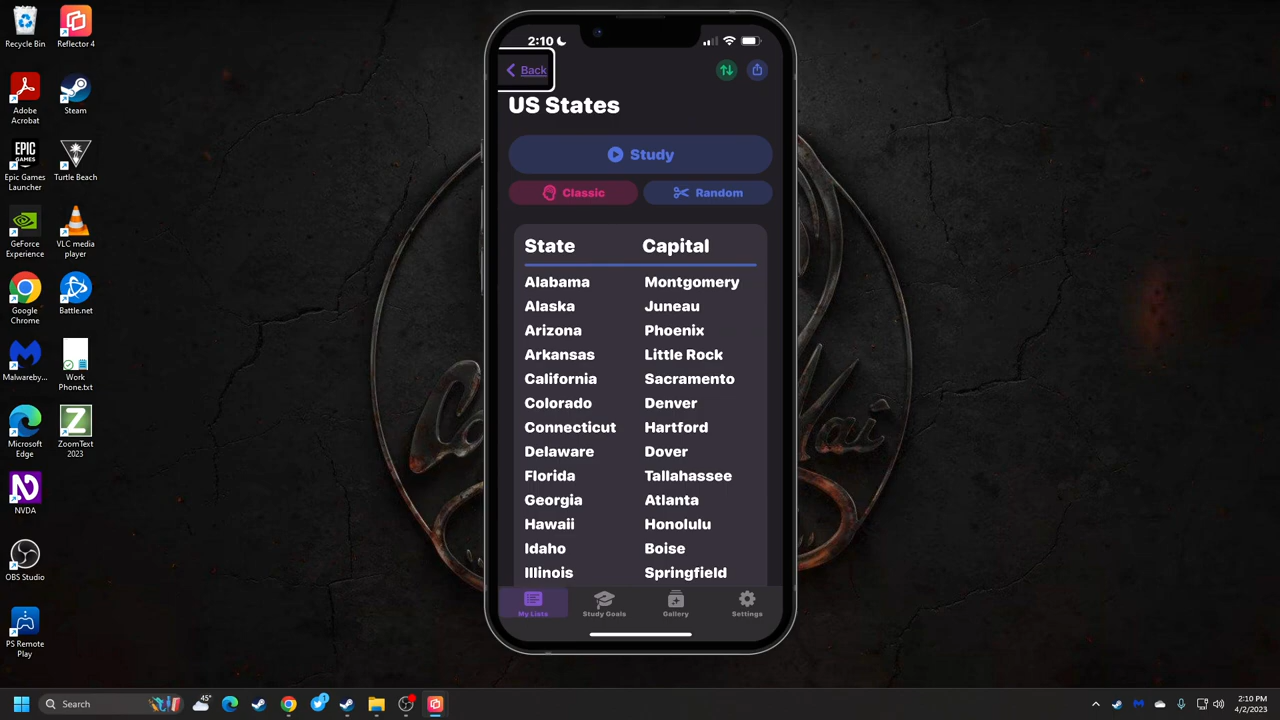 Recycle Bin
Reflector 4
Adobe
Acrobat
Steam
EPIC
GAMES
Epic Games
Launcher
Turtle Beach
GeForce
Experience
VLC media
player
Google
Chrome
Battle.net
Malwareby...
Work
Phone.txt
Microsoft
Edge
ZoomText
2023
NVDA
OBS Studio
PS Remote
Play
2:10
Back
US States
Study
Classic
Random
State Capital
Alabama Montgomery
Alaska Juneau
Arizona Phoenix
Arkansas Little Rock
California Sacramento
Colorado Denver
Connecticut Hartford
Delaware Dover
Florida Tallahassee
Georgia Atlanta
Hawaii Honolulu
Idaho Boise
Illinois Springfield
My Lists
Study Goals
Gallery
Settings
Search
45°
1
2:10 PM
4/2/2023